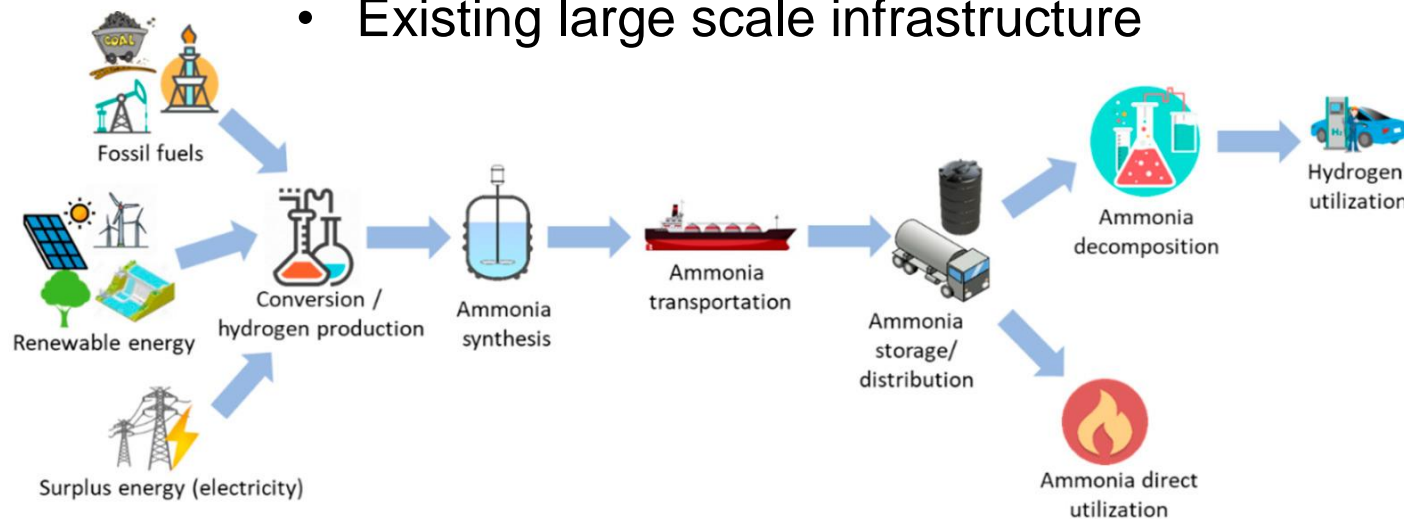 • Existing large scale infrastructure
COAL
Fossil fuels
Renewable energy
Surplus energy (electricity)
Conversion /
hydrogen production
Ammonia
synthesis
Ammonia
transportation
Ammonia
storage/
distribution
Ammonia
decomposition
H₂
Hydrogen
utilization
Ammonia direct
utilization